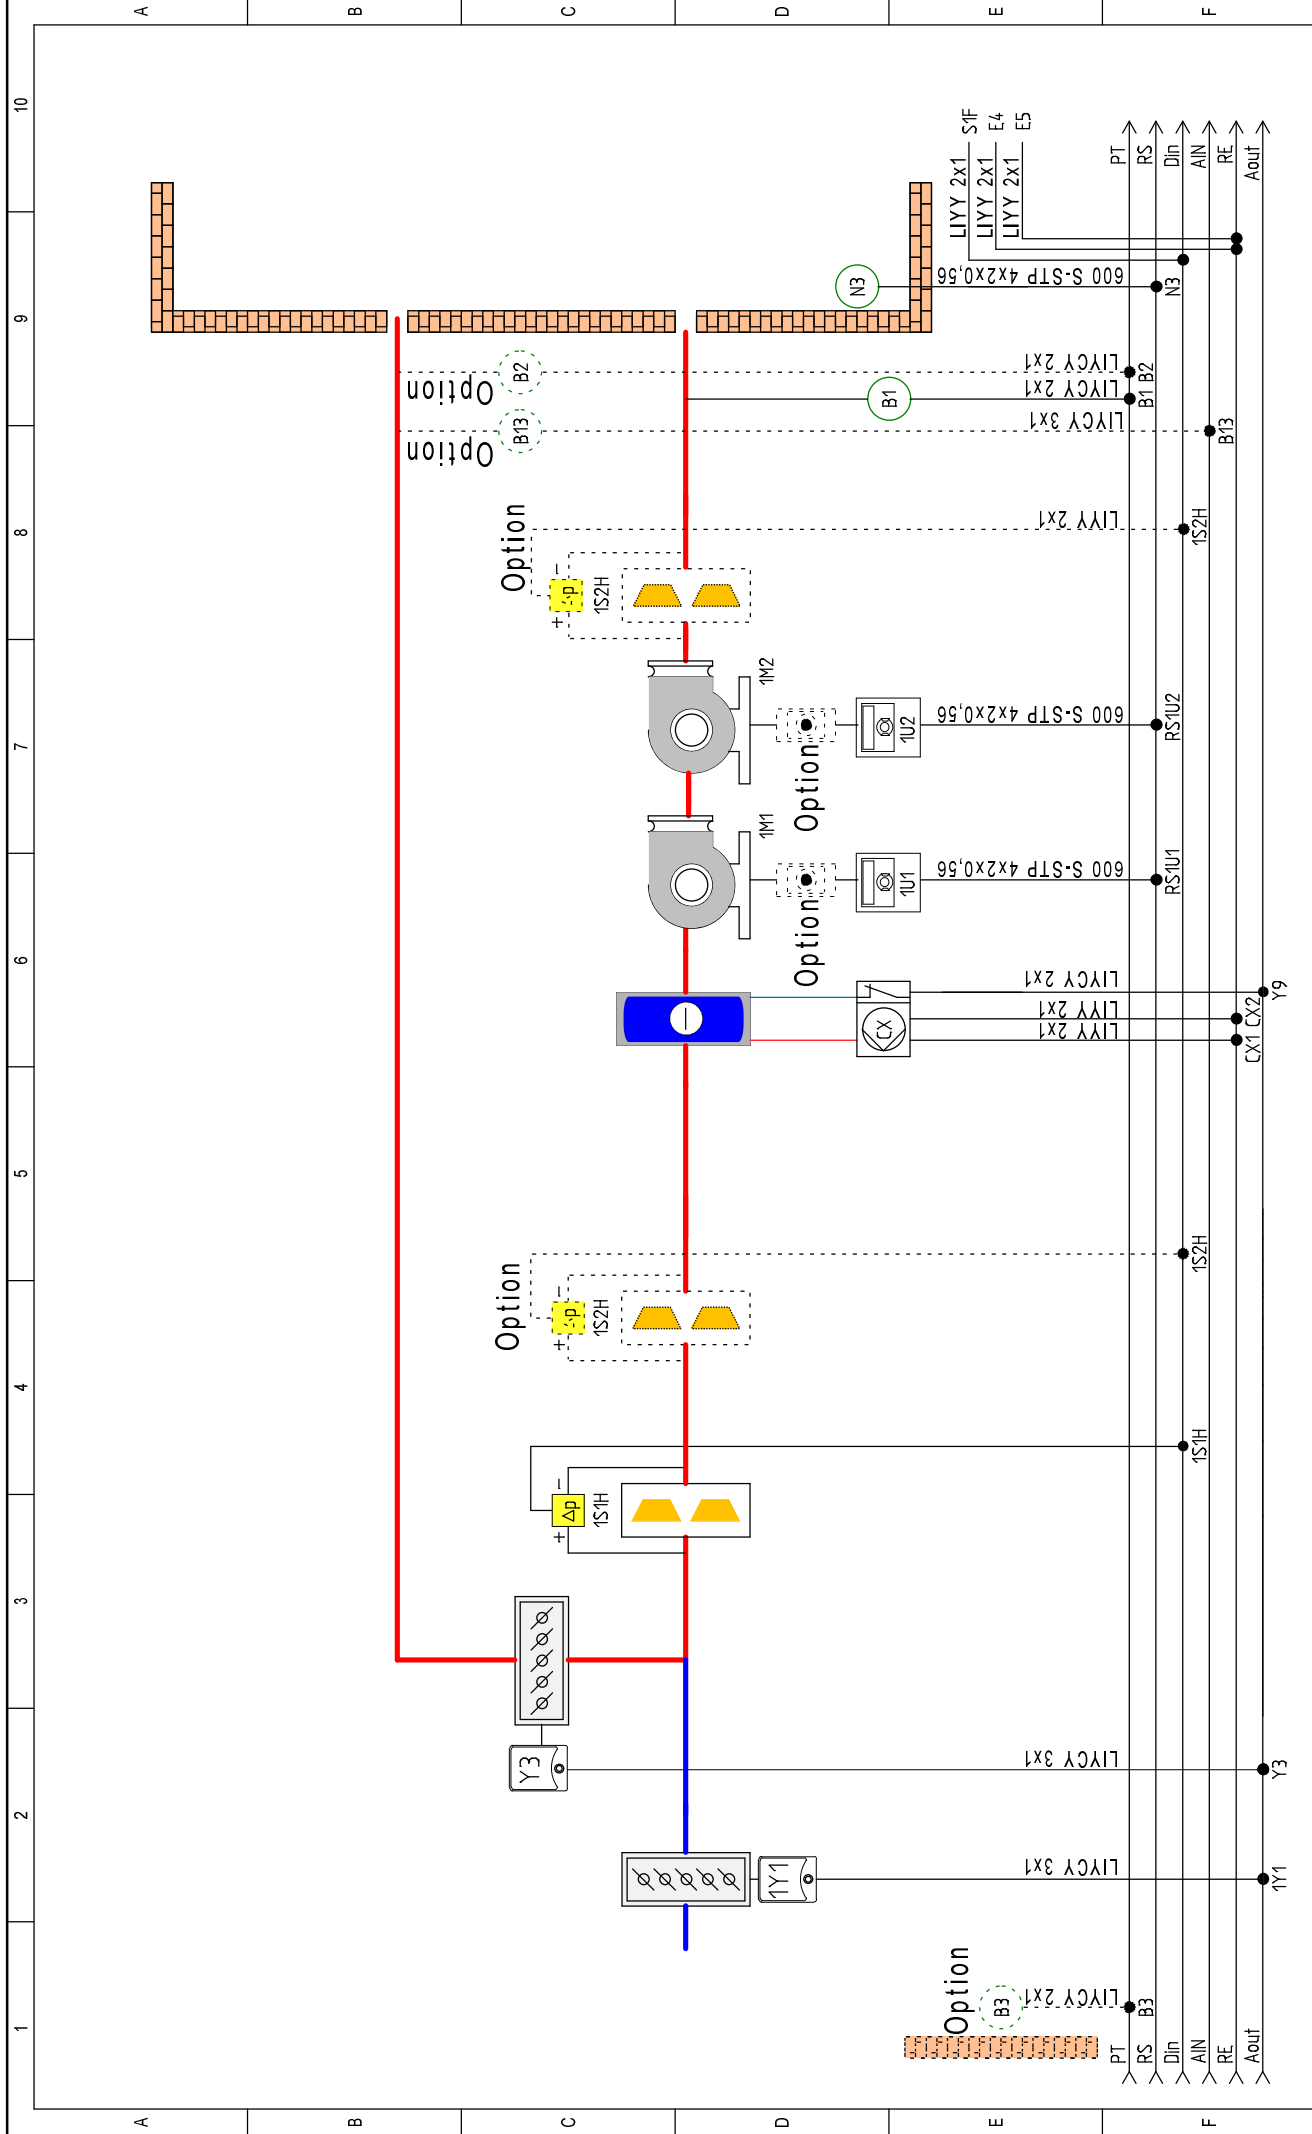 A B C D E F
10
9
8
7
6
5
4
3
2
1
A B C D E F
S1F
E4
E5
LIYY 2x1
LIYY 2x1
LIYY 2x1
PT
RS
Din
AIN
RE
Aout
N3
600 S-STP 4x2x0,56
N3
Option
B2
LIYCY 2x1
B2
B1
LIYCY 2x1
B1
Option
B13
LIYCY 3x1
B13
Option
- Δp +
1S2H
LIYY 2x1
1S2H
1M2
Option
1U2
600 S-STP 4x2x0,56
RS1U2
1M1
Option
1U1
600 S-STP 4x2x0,56
RS1U1
CX
LIYCY 2x1
Y9
LIYY 2x1
CX2
LIYY 2x1
CX1
Option
- Δp +
1S2H
1S2H
- Δp +
1S1H
1S1H
Y3
LIYCY 3x1
Y3
1Y1
LIYCY 3x1
1Y1
Option
B3
LIYCY 2x1
B3
PT
RS
Din
AIN
RE
Aout